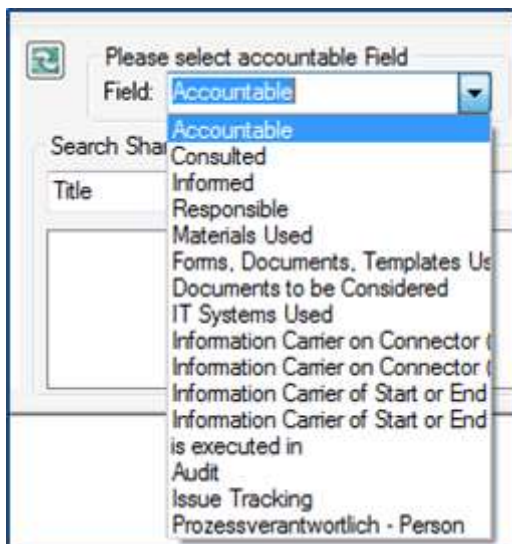 Please select accountable Field
Field: Accountable
Accountable
Search Shar
Consulted
Informed
Title
Responsible
Materials Used
Forms, Documents, Templates Us
Documents to be Considered
IT Systems Used
Information Carrier on Connector (
Information Carrier on Connector (
Information Carrier of Start or End
Information Carrier of Start or End
is executed in
Audit
Issue Tracking
Prozessverantwortlich - Person